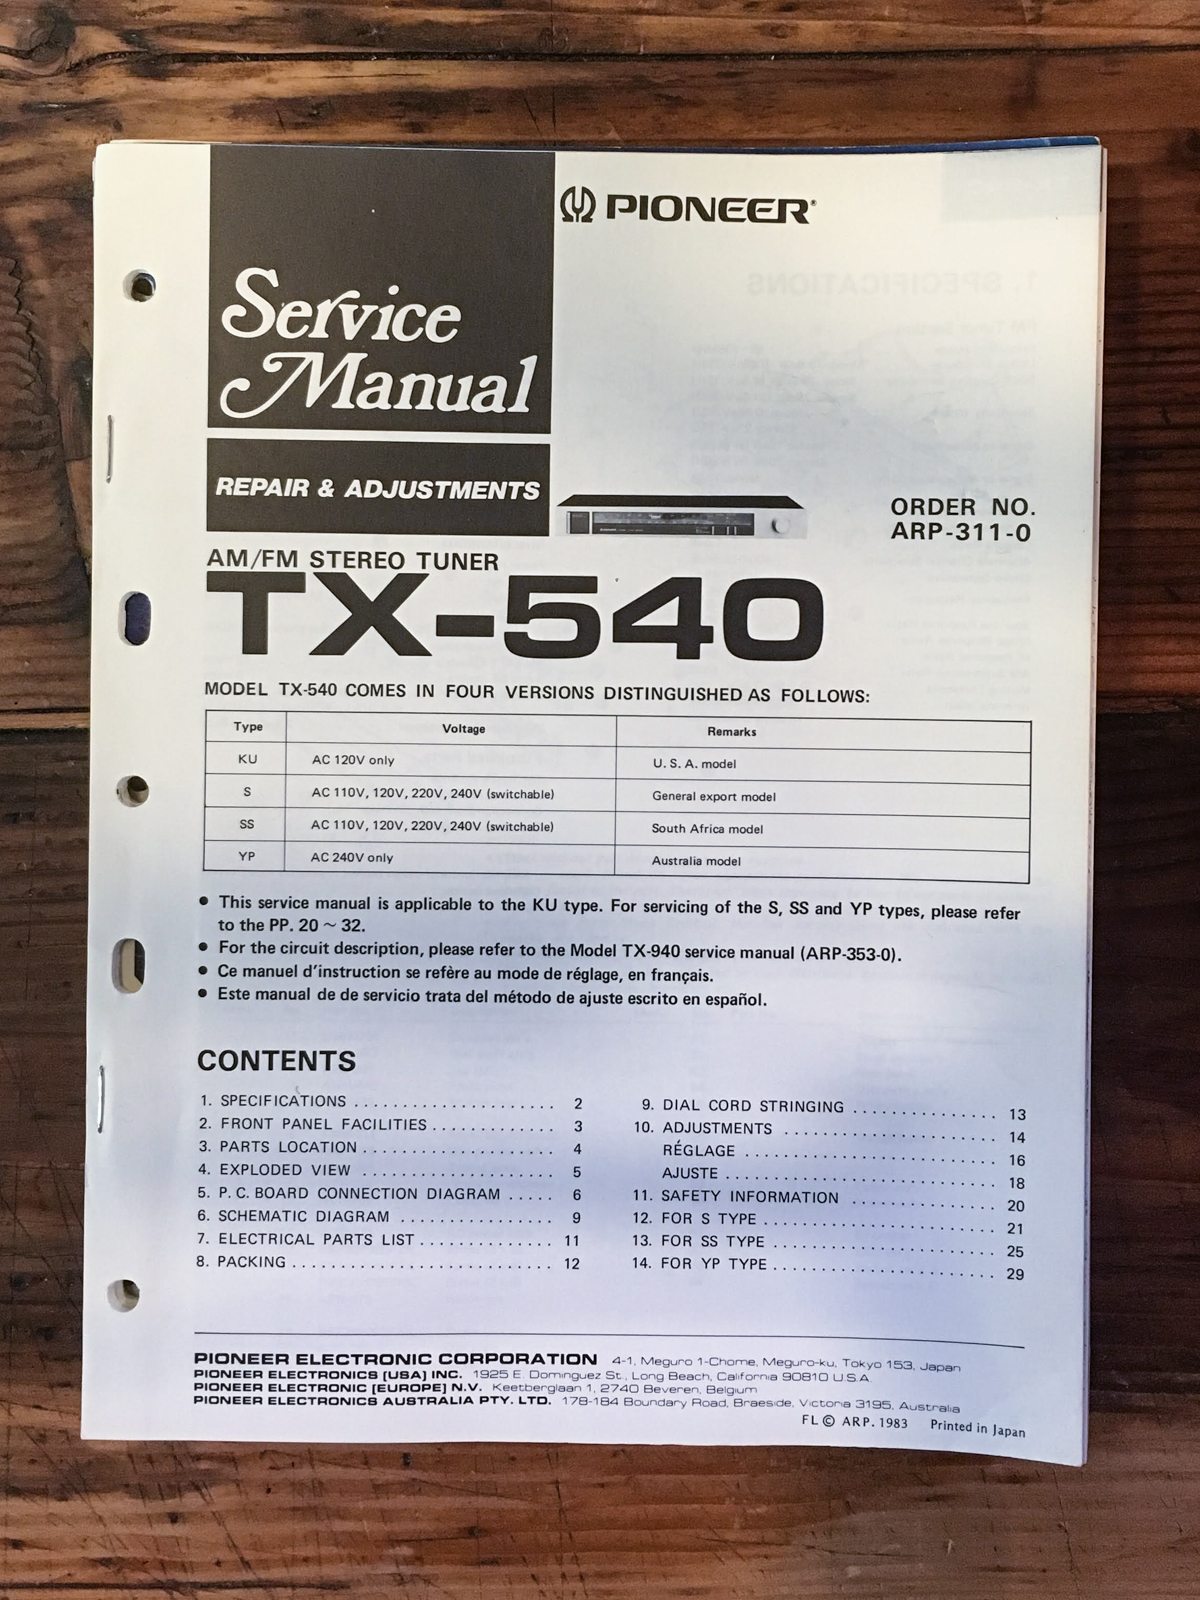 PIONEER®
Service
Manual
REPAIR & ADJUSTMENTS
ORDER NO.
ARP-311-0
AM/FM STEREO TUNER
TX-540
MODEL TX-540 COMES IN FOUR VERSIONS DISTINGUISHED AS FOLLOWS:
Type Voltage Remarks
KU AC 120V only U. S. A. model
S AC 110V, 120V, 220V, 240V (switchable) General export model
SS AC 110V, 120V, 220V, 240V (switchable) South Africa model
YP AC 240V only Australia model
● This service manual is applicable to the KU type. For servicing of the S, SS and YP types, please refer
to the PP. 20 ~ 32.
● For the circuit description, please refer to the Model TX-940 service manual (ARP-353-0).
● Ce manuel d'instruction se refère au mode de réglage, en français.
● Este manual de de servicio trata del método de ajuste escrito en español.
CONTENTS
1. SPECIFICATIONS ...................... 2
2. FRONT PANEL FACILITIES ............. 3
3. PARTS LOCATION .................... 4
4. EXPLODED VIEW .................... 5
5. P. C. BOARD CONNECTION DIAGRAM ..... 6
6. SCHEMATIC DIAGRAM ................ 9
7. ELECTRICAL PARTS LIST .............. 11
8. PACKING ........................... 12
9. DIAL CORD STRINGING ............... 13
10. ADJUSTMENTS ...................... 14
RÉGLAGE .......................... 16
AJUSTE ............................ 18
11. SAFETY INFORMATION ............... 20
12. FOR S TYPE ........................ 21
13. FOR SS TYPE ....................... 25
14. FOR YP TYPE ....................... 29
PIONEER ELECTRONIC CORPORATION 4-1, Meguro 1-Chome, Meguro-ku, Tokyo 153, Japan
PIONEER ELECTRONICS [USA] INC. 1925 E. Dominguez St., Long Beach, California 90810 U.S.A.
PIONEER ELECTRONIC [EUROPE] N.V. Keetberglaan 1, 2740 Beveren, Belgium
PIONEER ELECTRONICS AUSTRALIA PTY. LTD. 178-184 Boundary Road, Braeside, Victoria 3195, Australia
FL © ARP. 1983 Printed in Japan